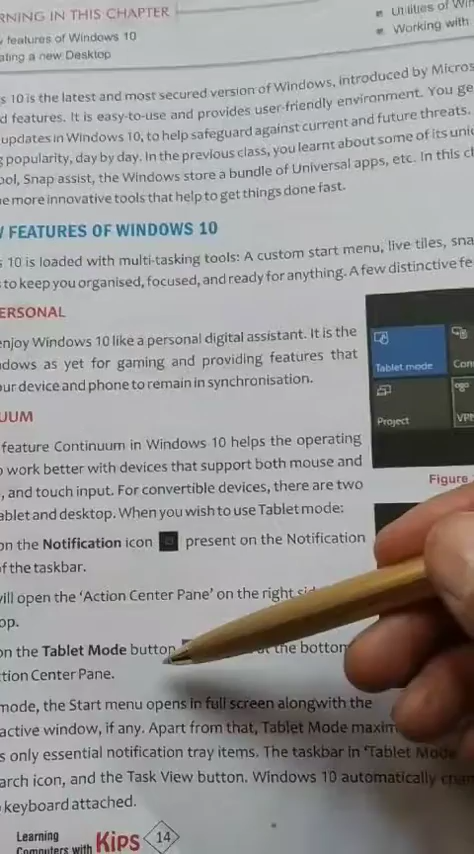 RNING IN THIS CHAPTER
features of Windows 10
ating a new Desktop
Utilities of Win
Working with
s 10 is the latest and most secured version of Windows, introduced by Micros
d features. It is easy-to-use and provides user-friendly environment. You ge
updates in Windows 10, to help safeguard against current and future threats.
g popularity, day by day. In the previous class, you learnt about some of its uniq
ool, Snap assist, the Windows store a bundle of Universal apps, etc. In this ch
e more innovative tools that help to get things done fast.
FEATURES OF WINDOWS 10
s 10 is loaded with multi-tasking tools: A custom start menu, live tiles, sna
to keep you organised, focused, and ready for anything. A few distinctive fe
ERSONAL
enjoy Windows 10 like a personal digital assistant. It is the
dows as yet for gaming and providing features that
our device and phone to remain in synchronisation.
Tablet mode
Con
Project
VPN
UUM
feature Continuum in Windows 10 helps the operating
o work better with devices that support both mouse and
, and touch input. For convertible devices, there are two
ablet and desktop. When you wish to use Tablet mode:
Figure
on the Notification icon present on the Notification
of the taskbar.
ill open the 'Action Center Pane' on the right sid
op.
on the Tablet Mode button the bottom
tion Center Pane.
mode, the Start menu opens in full screen alongwith the
active window, if any. Apart from that, Tablet Mode maxim
s only essential notification tray items. The taskbar in 'Tablet Mode
arch icon, and the Task View button. Windows 10 automatically
keyboard attached.
Learning
Computers with Kips 14